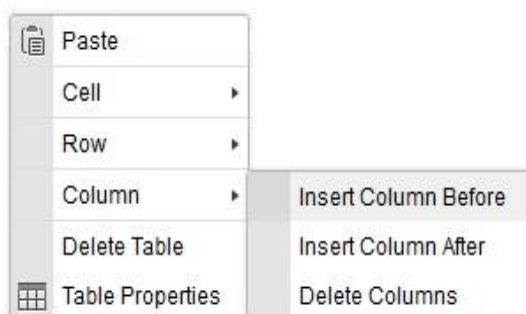 Paste
Cell
Row
Column
Insert Column Before
Delete Table
Insert Column After
Table Properties
Delete Columns